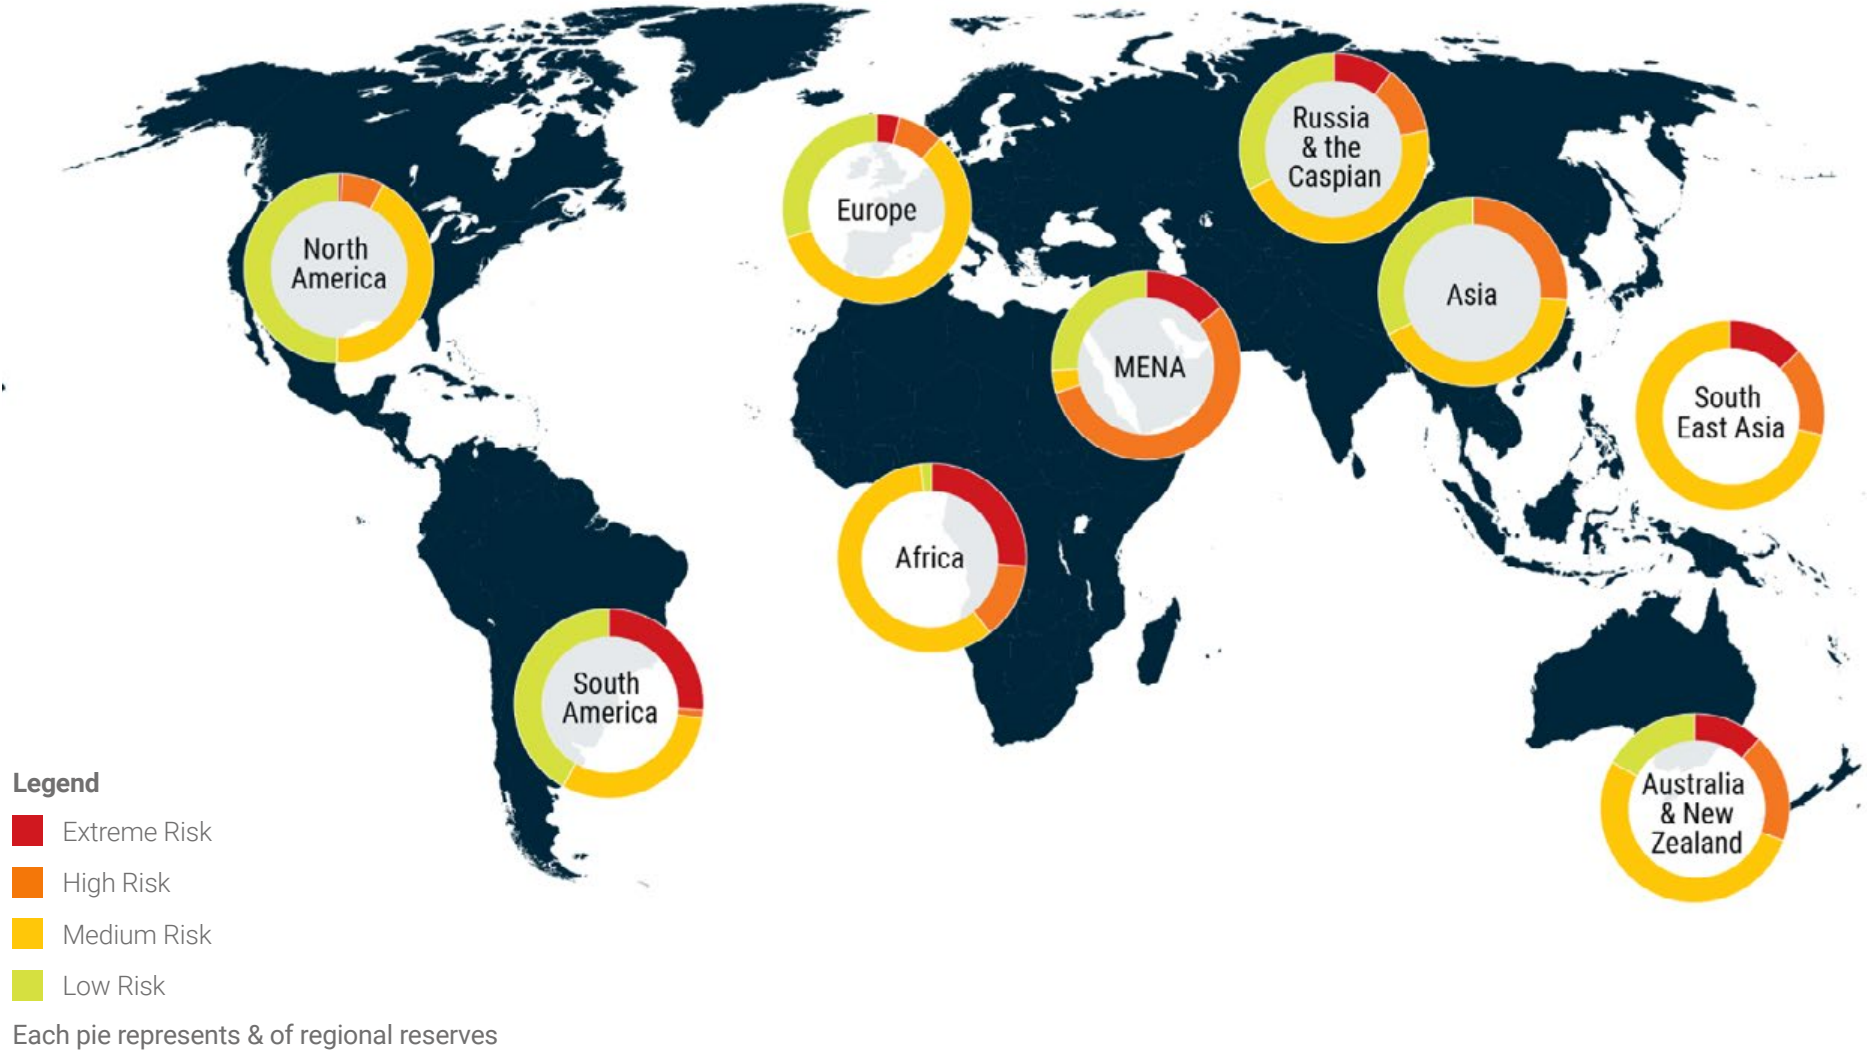 Russia
& the
Caspian
Europe
North
America
Asia
MENA
South
East Asia
Africa
South
America
Australia
& New
Zealand
Legend
Extreme Risk
High Risk
Medium Risk
Low Risk
Each pie represents & of regional reserves